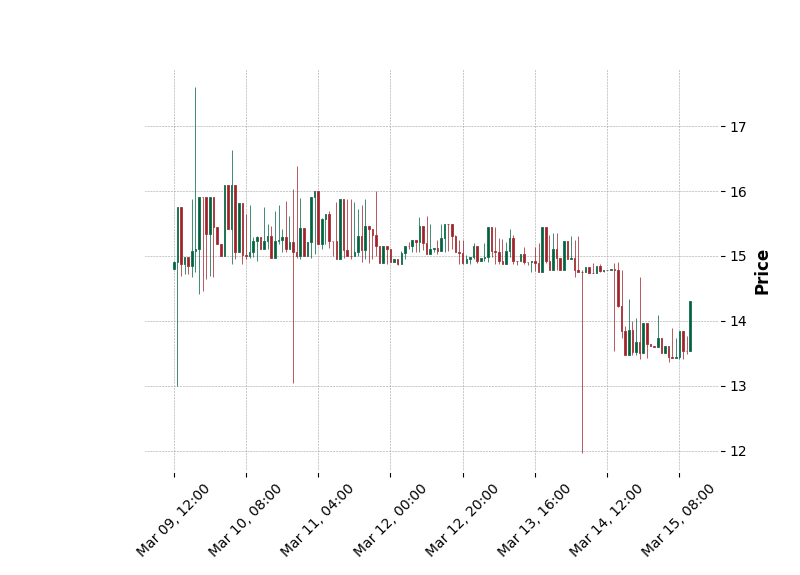 17
16
15
14
13
12
Price
Mar 09, 12:00
Mar 10, 08:00
Mar 11, 04:00
Mar 12, 00:00
Mar 12, 20:00
Mar 13, 16:00
Mar 14, 12:00
Mar 15, 08:00